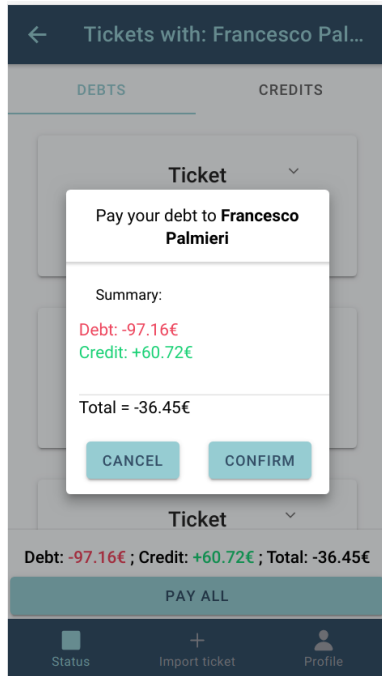 Tickets with: Francesco Pal...
DEBTS
CREDITS
Ticket
Pay your debt to Francesco
Palmieri
Summary:
Debt: -97.16€
Credit: +60.72€
Total = -36.45€
CANCEL
CONFIRM
Ticket
Debt: -97.16€ ; Credit: +60.72€ ; Total: -36.45€
PAY ALL
Status
Import ticket
Profile